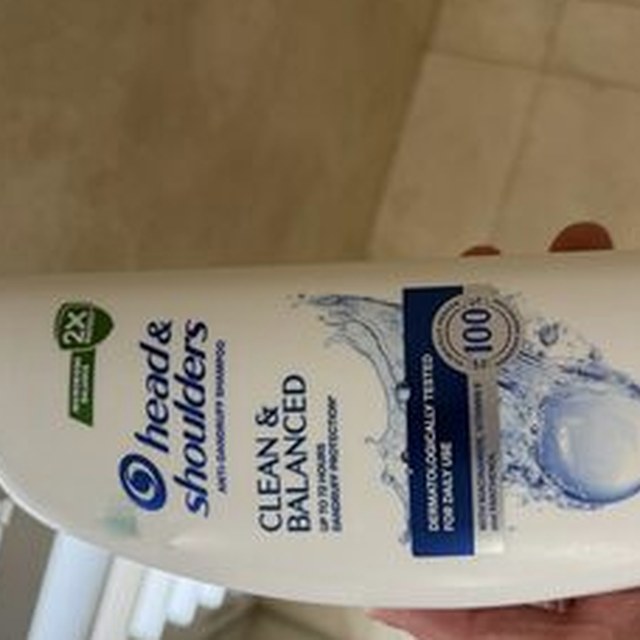 2X
head &
shoulders
ANTI-DANDRUFF SHAMPOO
CLEAN &
BALANCED
UP TO 72 HOURS
DANDRUFF PROTECTION*
DERMATOLOGICALLY TESTED
FOR DAILY USE
100%